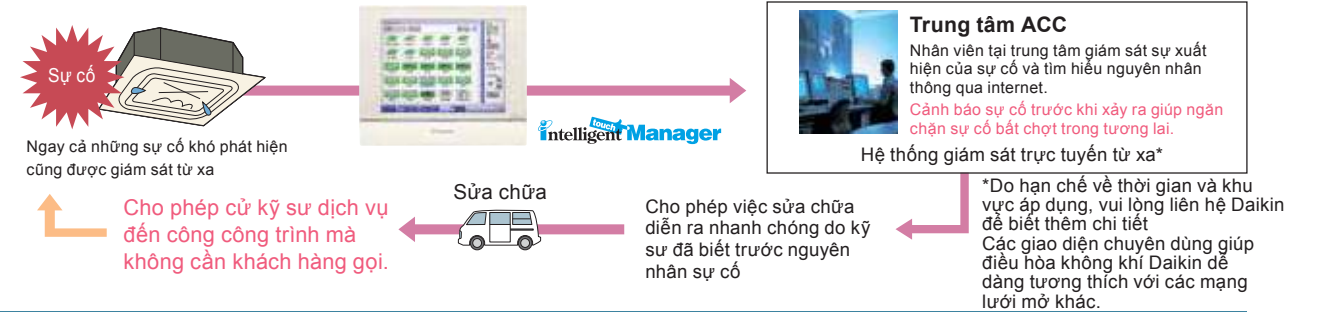 Sự cố
Ngay cả những sự cố khó phát hiện
cũng được giám sát từ xa
intelligent touch Manager
Trung tâm ACC
Nhân viên tại trung tâm giám sát sự xuất
hiện của sự cố và tìm hiểu nguyên nhân
thông qua internet.
Cảnh báo sự cố trước khi xảy ra giúp ngăn
chặn sự cố bất chợt trong tương lai.
Hệ thống giám sát trực tuyến từ xa*
*Do hạn chế về thời gian và khu
vực áp dụng, vui lòng liên hệ Daikin
để biết thêm chi tiết
Các giao diện chuyên dùng giúp
điều hòa không khí Daikin dễ
dàng tương thích với các mạng
lưới mở khác.
Cho phép việc sửa chữa
diễn ra nhanh chóng do kỹ
sư đã biết trước nguyên
nhân sự cố
Sửa chữa
Cho phép cử kỹ sư dịch vụ
đến công công trình mà
không cần khách hàng gọi.